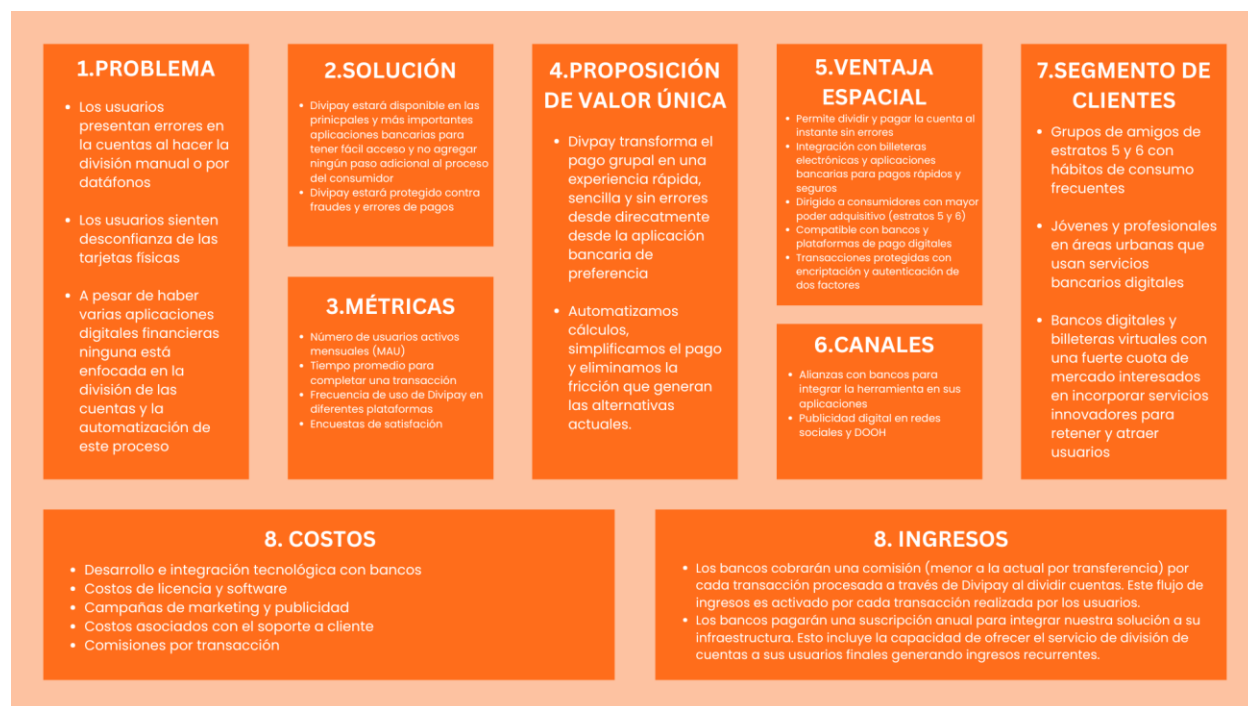 1.PROBLEMA
• Los usuarios
presentan errores en
la cuentas al hacer la
división manual o por
datáfonos
• Los usuarios sienten
desconfianza de las
tarjetas físicas
• A pesar de haber
varias aplicaciones
digitales financieras
ninguna está
enfocada en la
división de las
cuentas y la
automatización de
este proceso
2.SOLUCIÓN
• Divipay estará disponible en las
prinicpales y más importantes
aplicaciones bancarias para
tener fácil acceso y no agregar
ningún paso adicional al proceso
del consumidor
• Divipay estará protegido contra
fraudes y errores de pagos
3.MÉTRICAS
• Número de usuarios activos
mensuales (MAU)
• Tiempo promedio para
completar una transacción
• Frecuencia de uso de Divipay en
diferentes plataformas
• Encuestas de satisfación
4.PROPOSICIÓN
DE VALOR ÚNICA
• Divpay transforma el
pago grupal en una
experiencia rápida,
sencilla y sin errores
desde direcatmente
desde la aplicación
bancaria de
preferencia
• Automatizamos
cálculos,
simplificamos el pago
y eliminamos la
fricción que generan
las alternativas
actuales.
5.VENTAJA
ESPACIAL
• Permite dividir y pagar la cuenta al
instante sin errores
• Integración con billeteras
electrónicas y aplicaciones
bancarias para pagos rápidos y
seguros
• Dirigido a consumidores con mayor
poder adquisitivo (estratos 5 y 6)
• Compatible con bancos y
plataformas de pago digitales
• Transacciones protegidas con
encriptación y autenticación de
dos factores
6.CANALES
• Alianzas con bancos para
integrar la herramienta en sus
aplicaciones
• Publicidad digital en redes
sociales y DOOH
7.SEGMENTO DE
CLIENTES
• Grupos de amigos de
estratos 5 y 6 con
hábitos de consumo
frecuentes
• Jóvenes y profesionales
en áreas urbanas que
usan servicios
bancarios digitales
• Bancos digitales y
billeteras virtuales con
una fuerte cuota de
mercado interesados
en incorporar servicios
innovadores para
retener y atraer
usuarios
8. COSTOS
• Desarrollo e integración tecnológica con bancos
• Costos de licencia y software
• Campañas de marketing y publicidad
• Costos asociados con el soporte a cliente
• Comisiones por transacción
8. INGRESOS
• Los bancos cobrarán una comisión (menor a la actual por transferencia) por
cada transacción procesada a través de Divipay al dividir cuentas. Este flujo de
ingresos es activado por cada transacción realizada por los usuarios.
• Los bancos pagarán una suscripción anual para integrar nuestra solución a su
infraestructura. Esto incluye la capacidad de ofrecer el servicio de división de
cuentas a sus usuarios finales generando ingresos recurrentes.